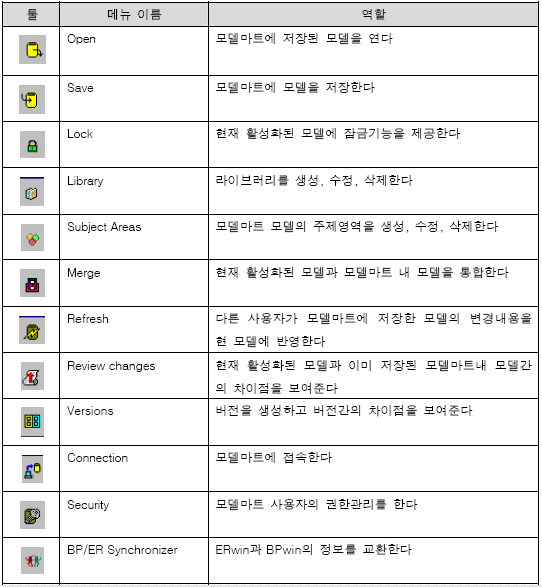 툴 메뉴 이름 역할
Open 모델마트에 저장된 모델을 연다
Save 모델마트에 모델을 저장한다
Lock 현재 활성화된 모델에 잠금기능을 제공한다
Library 라이브러리를 생성, 수정, 삭제한다
Subject Areas 모델마트 모델의 주제영역을 생성, 수정, 삭제한다
Merge 현재 활성화된 모델과 모델마트 내 모델을 통합한다
Refresh 다른 사용자가 모델마트에 저장한 모델의 변경내용을
현 모델에 반영한다
Review changes 현재 활성화된 모델과 이미 저장된 모델마트내 모델간
의 차이점을 보여준다
Versions 버전을 생성하고 버전간의 차이점을 보여준다
Connection 모델마트에 접속한다
Security 모델마트 사용자의 권한관리를 한다
BP/ER Synchronizer ERwin과 BPwin의 정보를 교환한다